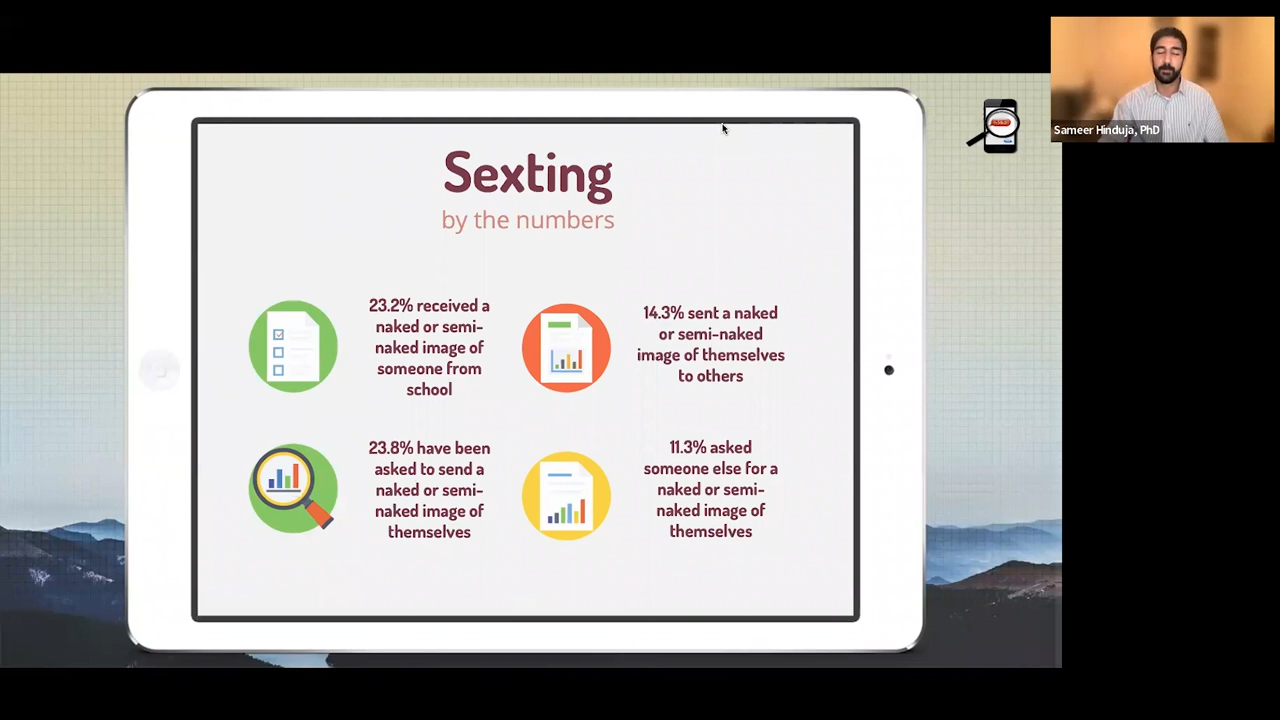 Sameer Hinduja, PhD
Sexting
by the numbers
23.2% received a
naked or semi-
naked image of
someone from
school
14.3% sent a naked
or semi-naked
image of themselves
to others
23.8% have been
asked to send a
naked or semi-
naked image of
themselves
11.3% asked
someone else for a
naked or semi-
naked image of
themselves